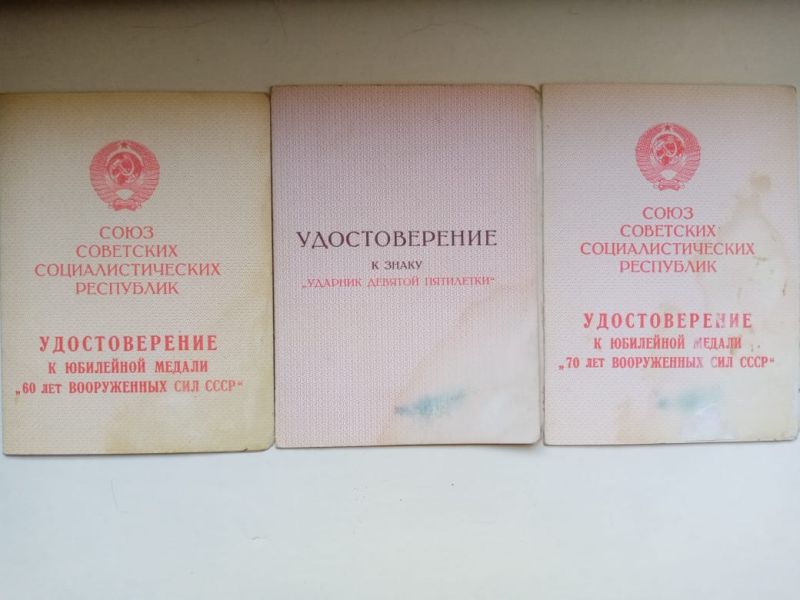 СОЮЗ
СОВЕТСКИХ
СОЦИАЛИСТИЧЕСКИХ
РЕСПУБЛИК
УДОСТОВЕРЕНИЕ
К ЮБИЛЕЙНОЙ МЕДАЛИ
„60 ЛЕТ ВООРУЖЕННЫХ СИЛ СССР“
УДОСТОВЕРЕНИЕ
К ЗНАКУ
„УДАРНИК ДЕВЯТОЙ ПЯТИЛЕТКИ“
СОЮЗ
СОВЕТСКИХ
СОЦИАЛИСТИЧЕСКИХ
РЕСПУБЛИК
УДОСТОВЕРЕНИЕ
К ЮБИЛЕЙНОЙ МЕДАЛИ
„70 ЛЕТ ВООРУЖЕННЫХ СИЛ СССР“